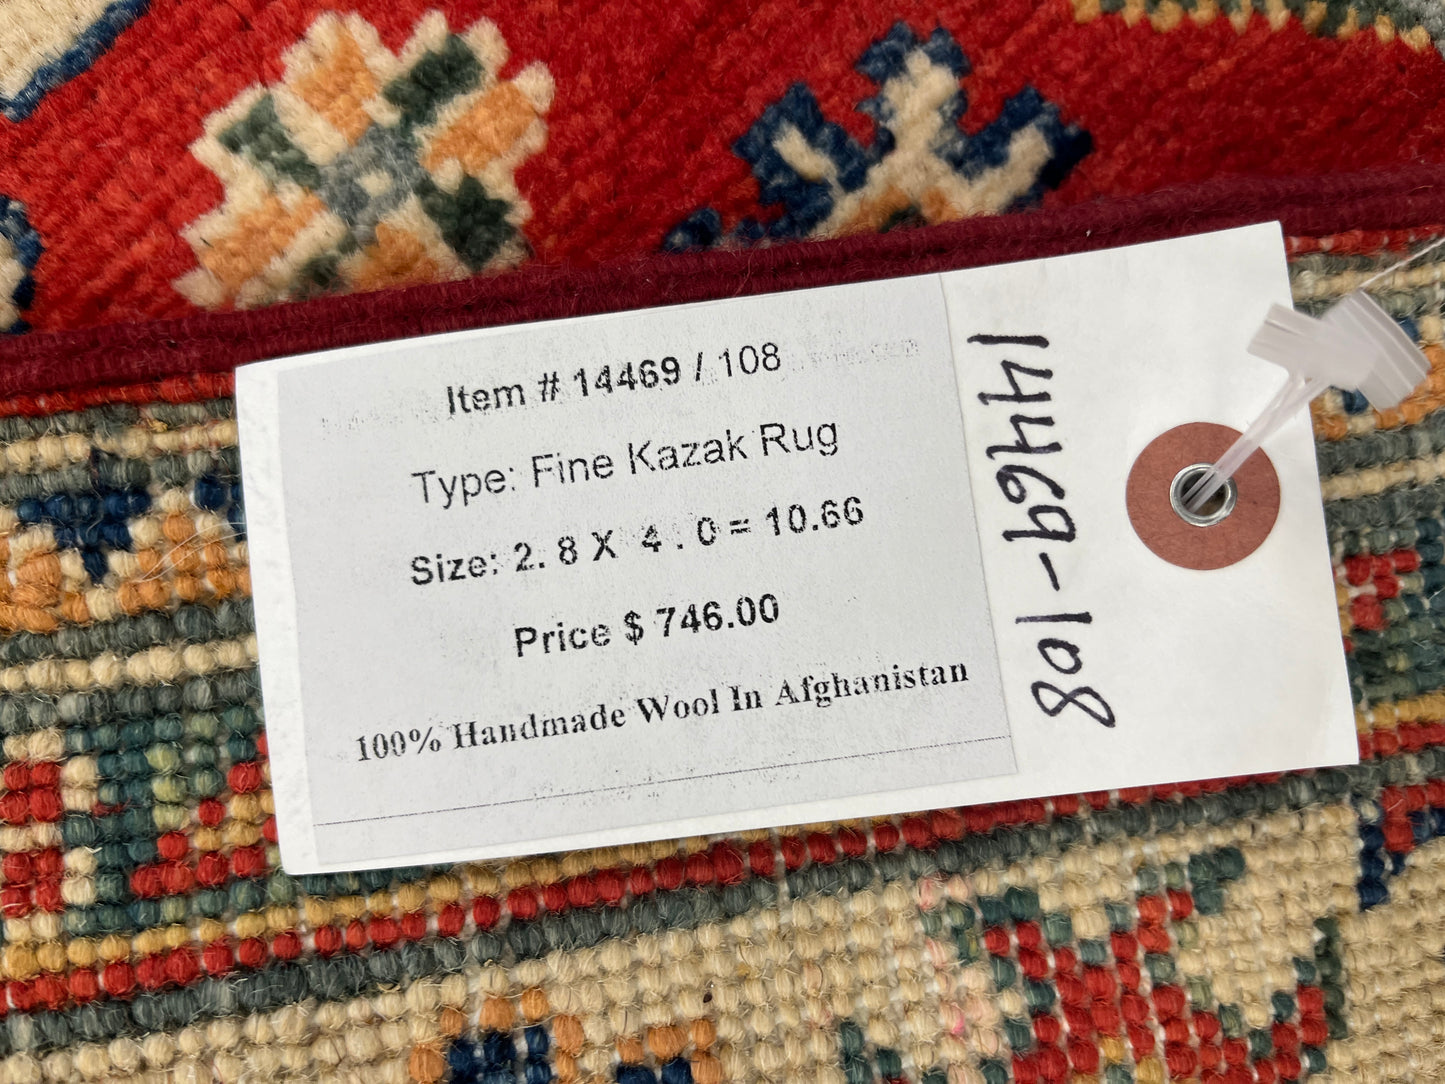 Item # 14469 / 108
Type: Fine Kazak Rug
Size: 2. 8 X 4 . 0 = 10.66
Price $ 746.00
100% Handmade Wool In Afghanistan
14469-108